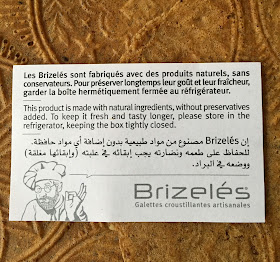 Les Brizelés sont fabriqués avec des produits naturels, sans
conservateurs. Pour préserver longtemps leur goût et leur fraîcheur,
garder la boîte hermétiquement fermée au réfrigérateur.
This product is made with natural ingredients, without preservatives
added. To keep it fresh and tasty longer, please store in the
refrigerator, keeping the box tightly closed.
إن Brizelés مصنوع من مواد طبيعية بدون إضافة أي مواد حافظة.
للحفاظ على طعمه ونضارته يجب إبقائه في علبته (وإبقائها مغلقة)
ووضعه في البراد.
Brizelés
Galettes croustillantes artisanales